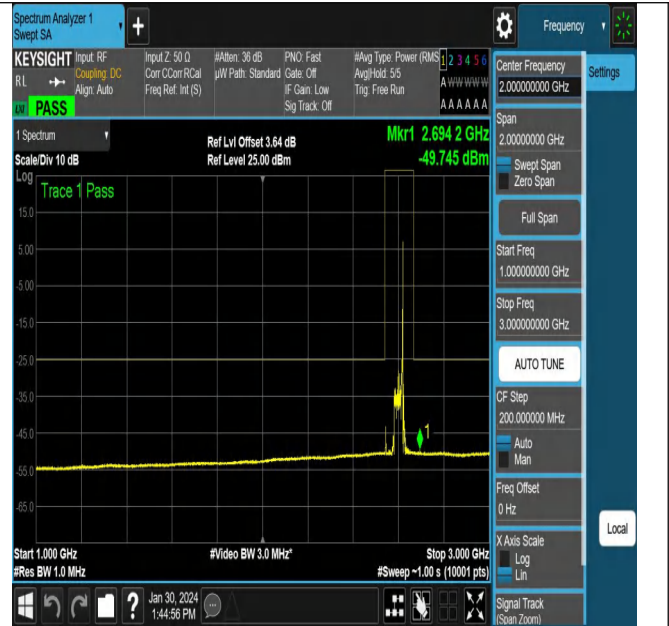 Spectrum Analyzer 1
Swept SA
Frequency
Settings
KEYSIGHT
RL
LXI
PASS
Input: RF
Coupling: DC
Align: Auto
Input Z: 50 Ω
Corr CCorr RCal
Freq Ref: Int (S)
#Atten: 36 dB
µW Path: Standard
PNO: Fast
Gate: Off
IF Gain: Low
Sig Track: Off
#Avg Type: Power (RMS
Avg|Hold: 5/5
Trig: Free Run
1 2 3 4 5 6
A W W W W W
A A A A A A
1 Spectrum
Scale/Div 10 dB
Ref Lvl Offset 3.64 dB
Ref Level 25.00 dBm
Mkr1 2.694 2 GHz
-49.745 dBm
Log
Trace 1 Pass
15.0
5.00
-5.00
-15.0
-25.0
-35.0
-45.0
-55.0
-65.0
1
Start 1.000 GHz
#Res BW 1.0 MHz
#Video BW 3.0 MHz*
Stop 3.000 GHz
#Sweep ~1.00 s (10001 pts)
Center Frequency
2.000000000 GHz
Span
2.00000000 GHz
Swept Span
Zero Span
Full Span
Start Freq
1.000000000 GHz
Stop Freq
3.000000000 GHz
AUTO TUNE
CF Step
200.000000 MHz
Auto
Man
Freq Offset
0 Hz
X Axis Scale
Log
Lin
Signal Track
(Span Zoom)
Local
?
Jan 30, 2024
1:44:56 PM